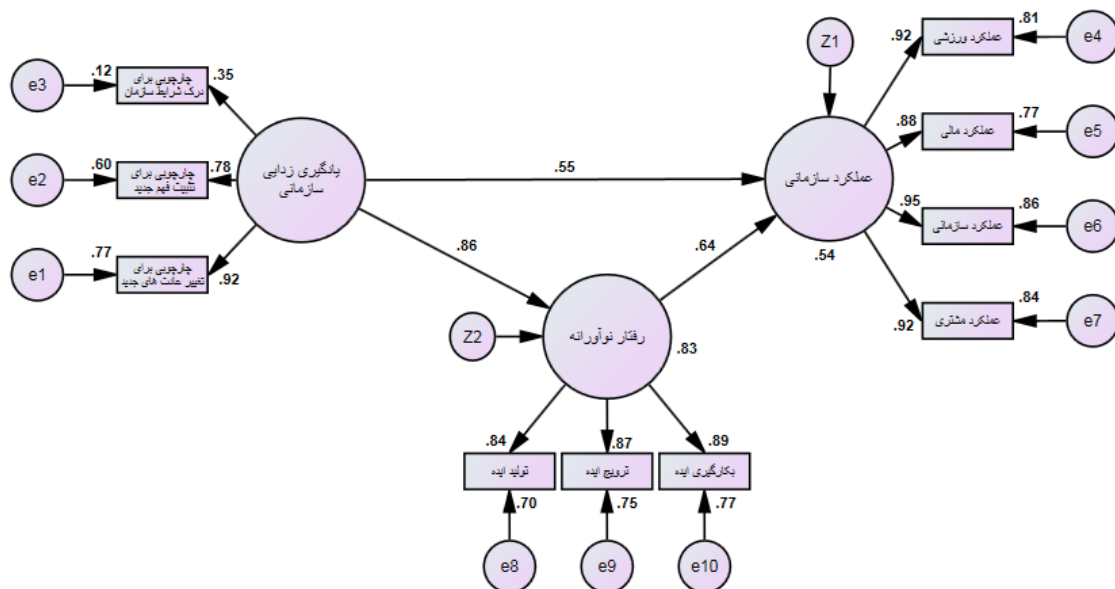 .81
e4
عملکرد ورزشی
.92
Z1
.12
.35
e3
چارچوبی برای
درک شرایط سازمان
.77
e5
عملکرد مالی
.88
.60
.78
e2
چارچوبی برای
تثبیت فهم جدید
یادگیری زدایی
سازمانی
.55
عملکرد سازمانی
.95
.86
e6
عملکرد سازمانی
.77
e1
چارچوبی برای
تغییر عادت های جدید
.92
.86
.64
.54
.84
e7
عملکرد مشتری
.92
Z2
رفتار نوآورانه
.83
.84
.87
.89
تولید ایده
ترویج ایده
بکارگیری ایده
.70
.75
.77
e8
e9
e10